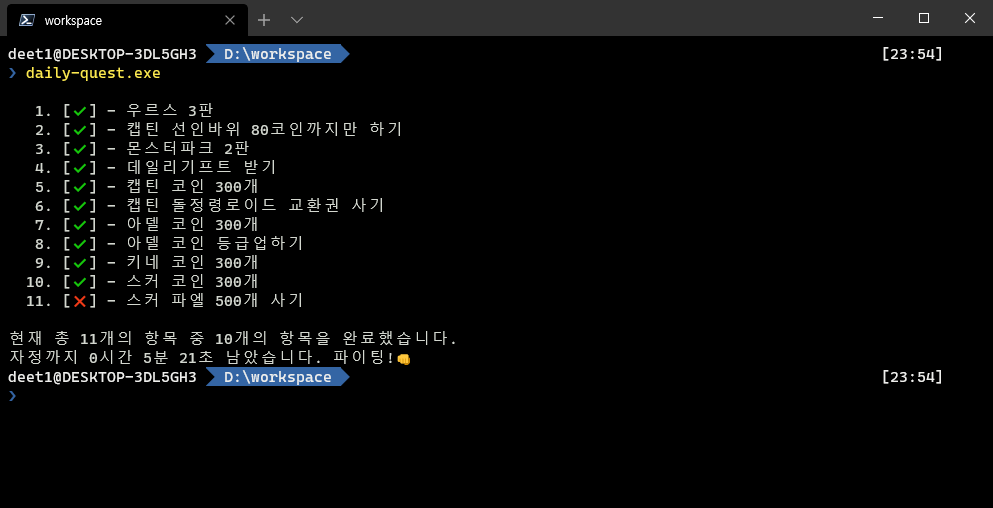 workspace
deet1@DESKTOP-3DL5GH3 D:\workspace [23:54]
❯ daily-quest.exe
1. [✓] - 우르스 3판
2. [✓] - 캡틴 선인바위 80코인까지만 하기
3. [✓] - 몬스터파크 2판
4. [✓] - 데일리기프트 받기
5. [✓] - 캡틴 코인 300개
6. [✓] - 캡틴 돌정령로이드 교환권 사기
7. [✓] - 아델 코인 300개
8. [✓] - 아델 코인 등급업하기
9. [✓] - 키네 코인 300개
10. [✓] - 스커 코인 300개
11. [❌] - 스커 파엘 500개 사기
현재 총 11개의 항목 중 10개의 항목을 완료했습니다.
자정까지 0시간 5분 21초 남았습니다. 파이팅!👊
deet1@DESKTOP-3DL5GH3 D:\workspace [23:54]
❯